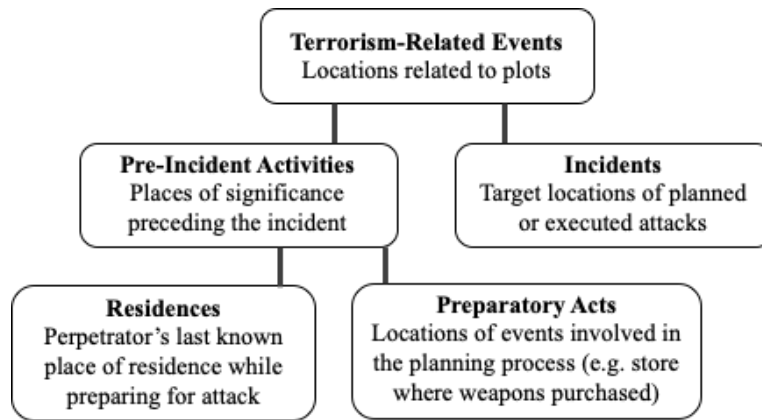 Terrorism-Related Events
Locations related to plots
Pre-Incident Activities
Places of significance
preceding the incident
Incidents
Target locations of planned
or executed attacks
Residences
Perpetrator's last known
place of residence while
preparing for attack
Preparatory Acts
Locations of events involved in
the planning process (e.g. store
where weapons purchased)